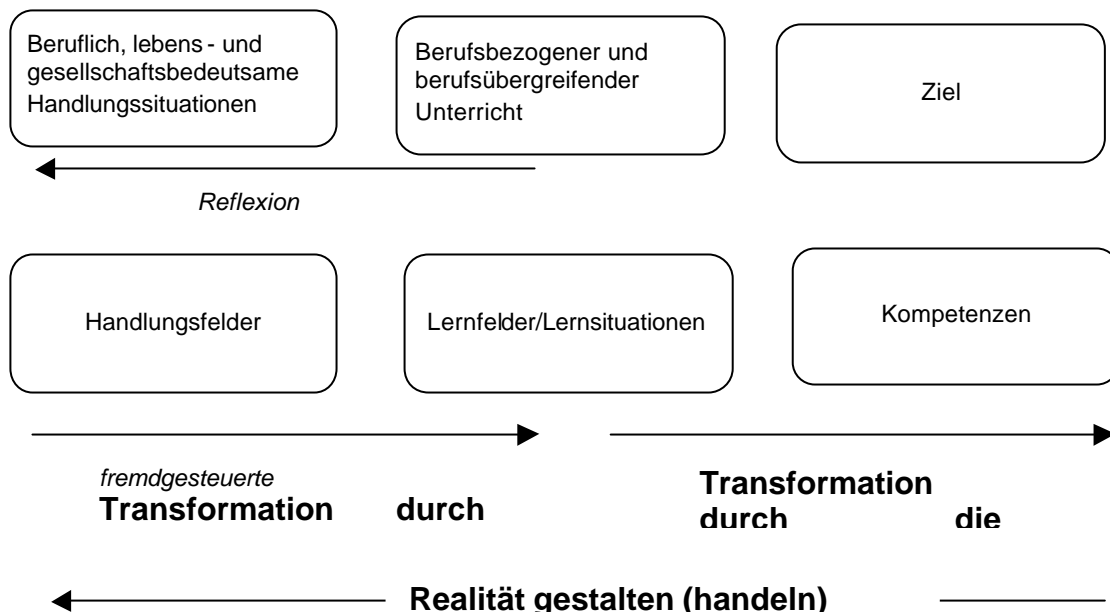 Beruflich, lebens - und
gesellschaftsbedeutsame
Handlungssituationen
Berufsbezogener und
berufsübergreifender
Unterricht
Ziel
Reflexion
Handlungsfelder
Lernfelder/Lernsituationen
Kompetenzen
fremdgesteuerte
Transformation durch
Transformation
durch die
Realität gestalten (handeln)